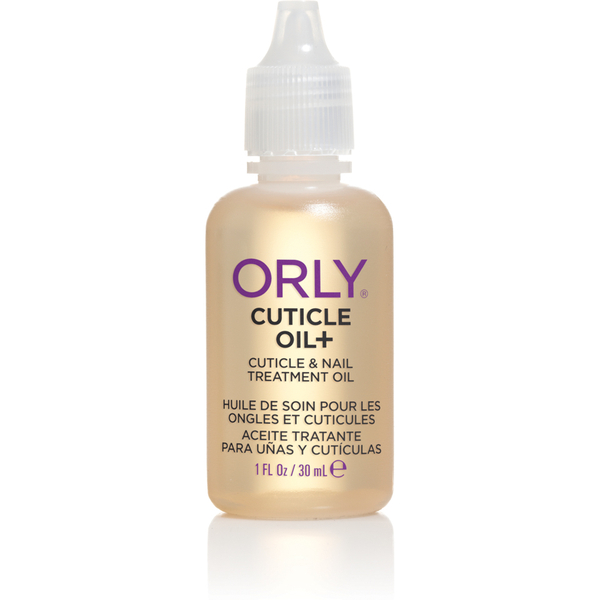 ORLY®
CUTICLE
OIL+
CUTICLE & NAIL
TREATMENT OIL
HUILE DE SOIN POUR LES
ONGLES ET CUTICULES
ACEITE TRATANTE
PARA UÑAS Y CUTÍCULAS
1 FL Oz / 30 mL ℮